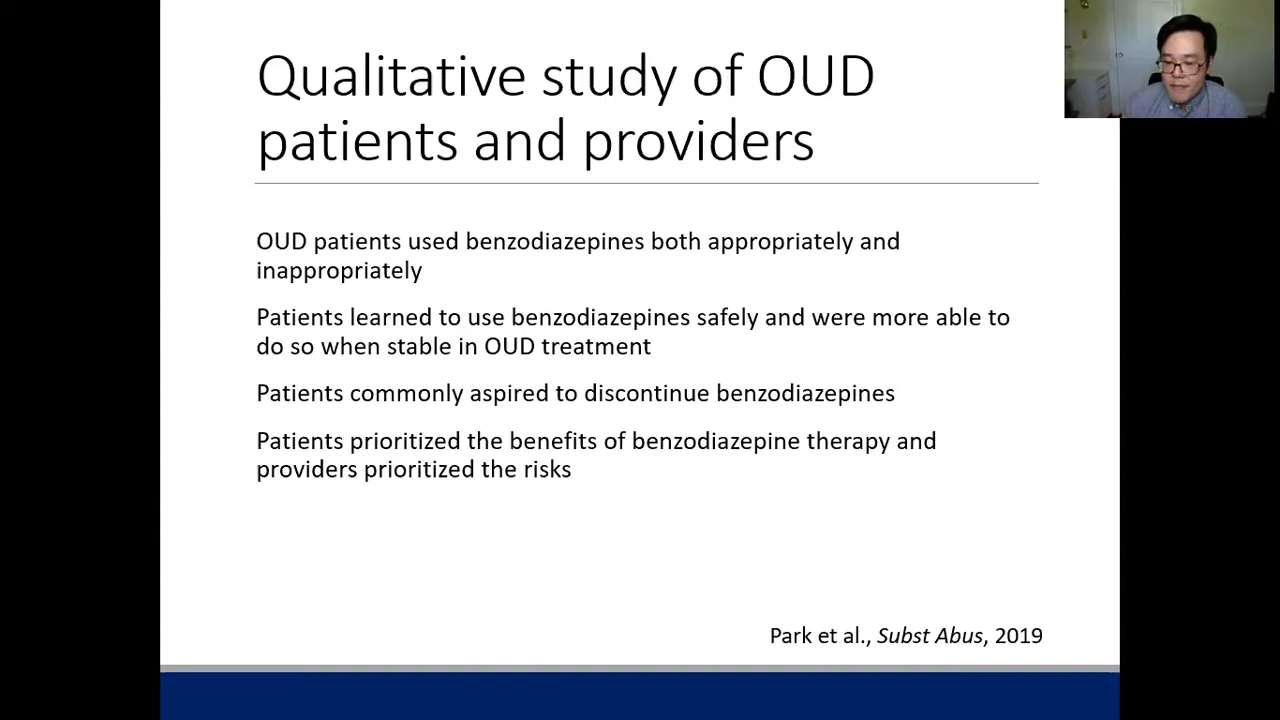 Qualitative study of OUD
patients and providers
OUD patients used benzodiazepines both appropriately and
inappropriately
Patients learned to use benzodiazepines safely and were more able to
do so when stable in OUD treatment
Patients commonly aspired to discontinue benzodiazepines
Patients prioritized the benefits of benzodiazepine therapy and
providers prioritized the risks
Park et al., Subst Abus, 2019